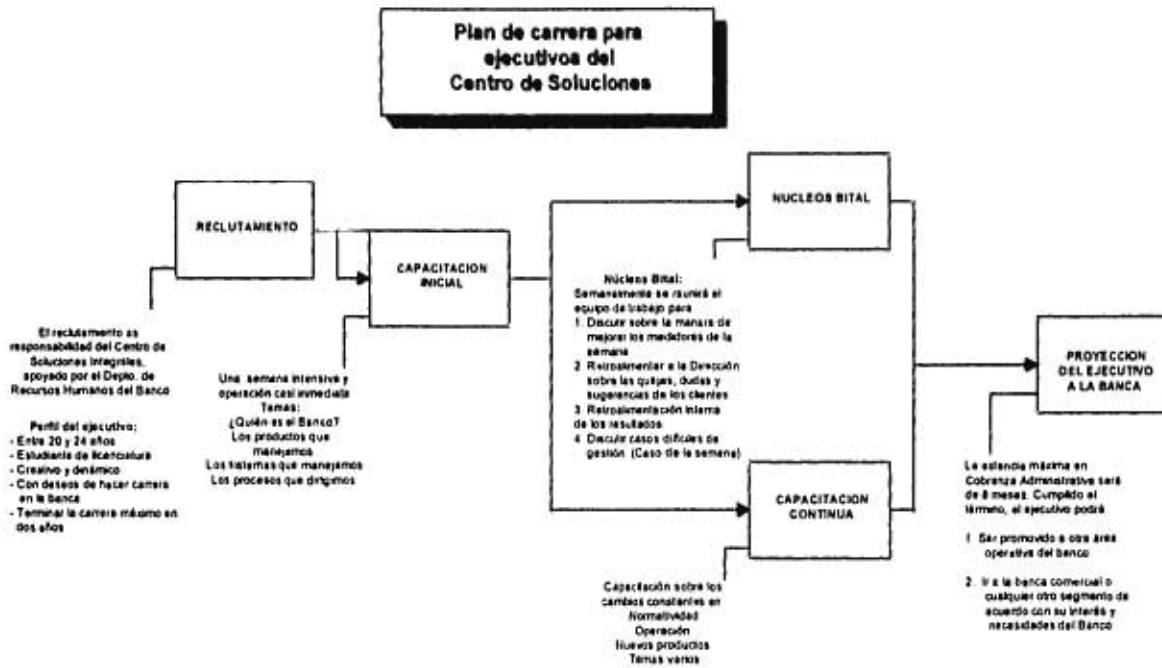 Plan de carrera para
ejecutivoa del
Centro de Soluciones
RECLUTAMIENTO
El reclutamiento es
responsabilidad del Centro de
Soluciones Integrales,
apoyado por el Depto. de
Recursos Humanos del Banco
Perfil del ejecutivo:
- Entre 20 y 24 años
- Estudiante de licenciatura
- Creativo y dinámico
- Con deseos de hacer carrera
en la banca
- Terminar la carrera máximo en
dos años
CAPACITACION
INICIAL
Una semana intensiva y
operación casi inmediata
Temas:
¿Quién es el Banco?
Los productos que
manejamos
Los sistemas que manejamos
Los procesos que dirigimos
NUCLEOS BITAL
Núcleos Bital:
Semanalmente se reunirá el
equipo de trabajo para
1. Discutir sobre la manera de
mejorar los medidores de la
semana
2. Retroalimentar a la Dirección
sobre las quejas, dudas y
sugerencias de los clientes
3. Retroalimentación interna
de los resultados
4. Discutir casos difíciles de
gestión. (Caso de la semana)
CAPACITACION
CONTINUA
Capacitación sobre los
cambios constantes en
Normatividad
Operación
Nuevos productos
Temas varios
PROYECCION
DEL EJECUTIVO
A LA BANCA
La estancia máxima en
Cobranza Administrativa será
de 8 meses. Cumplido el
término, el ejecutivo podrá
1. Ser promovido a otra área
operativa del banco
2. Ir a la banca comercial o
cualquier otro segmento de
acuerdo con su interés y
necesidades del Banco